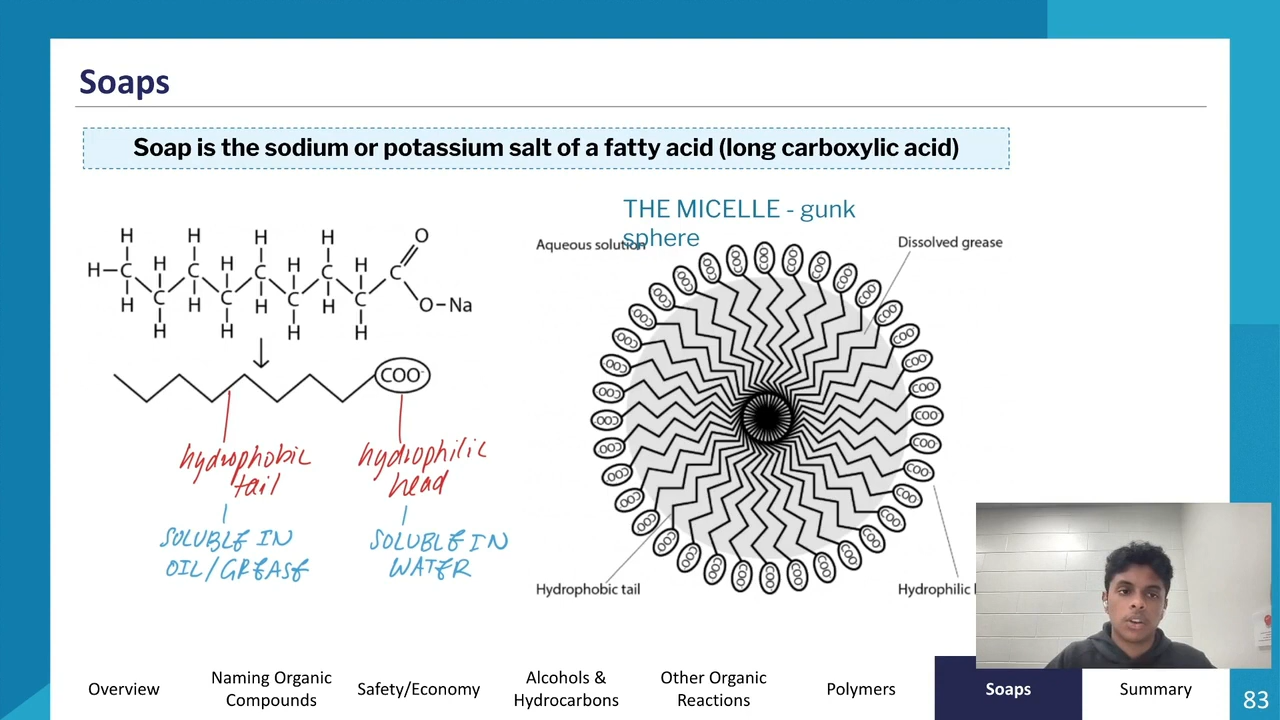 Soaps
Soap is the sodium or potassium salt of a fatty acid (long carboxylic acid)
THE MICELLE - gunk
sphere
Aqueous solution
Dissolved grease
H H H H
H H H H C O
H–C C C C
C C C C
H H H H O–Na
H H H H
COO⁻
hydrophobic
tail
hydrophilic
head
SOLUBLE IN
OIL/GREASE
SOLUBLE IN
WATER
Hydrophobic tail
Hydrophilic
Overview
Naming Organic
Compounds
Safety/Economy
Alcohols &
Hydrocarbons
Other Organic
Reactions
Polymers
Soaps
Summary
83